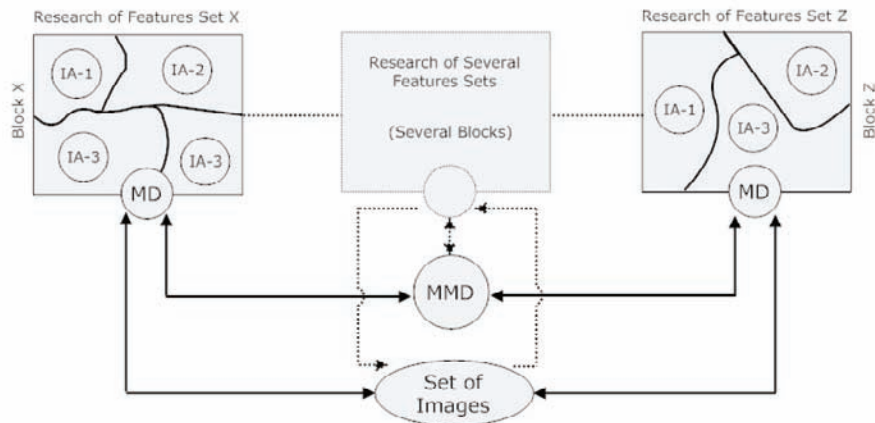 Research of Features Set X
Block X
IA-1
IA-2
IA-3
IA-3
MD
Research of Several
Features Sets
(Several Blocks)
Research of Features Set Z
Block Z
IA-1
IA-2
IA-3
MD
MMD
Set of
Images